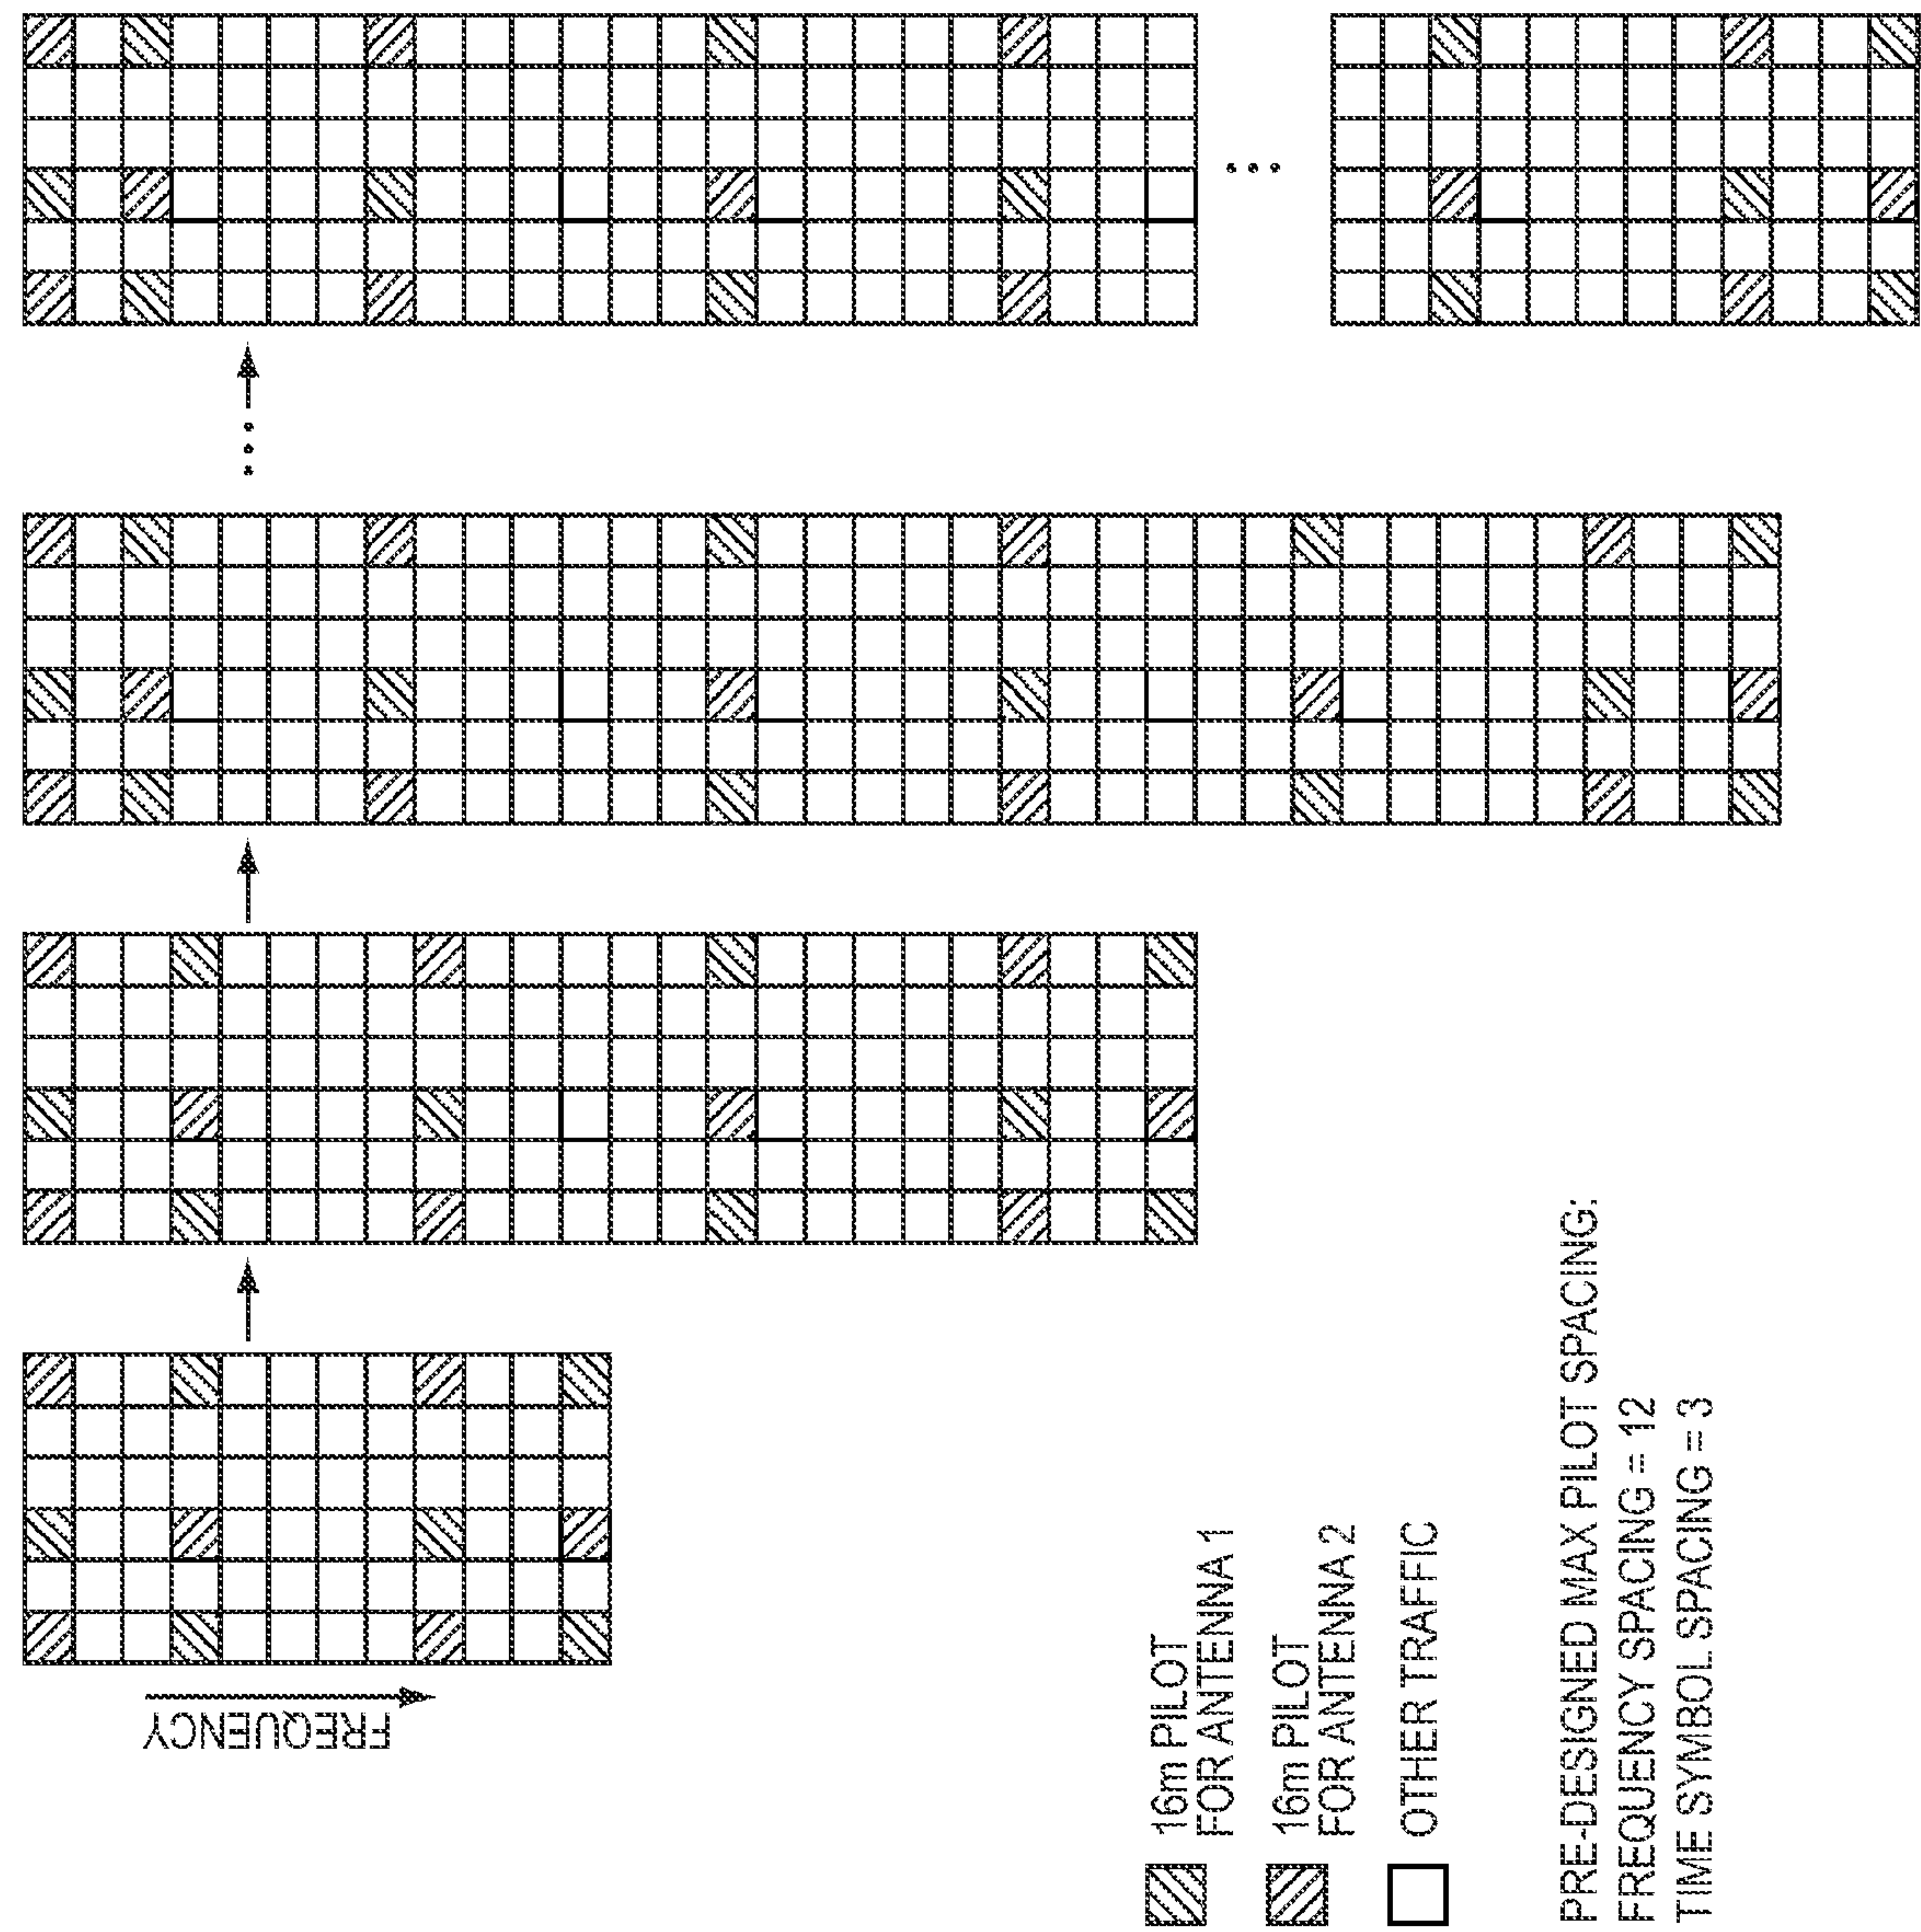 FREQUENCY
16m PILOT
FOR ANTENNA 1
16m PILOT
FOR ANTENNA 2
OTHER TRAFFIC
PRE-DESIGNED MAX PILOT SPACING:
FREQUENCY SPACING = 12
TIME SYMBOL SPACING = 3